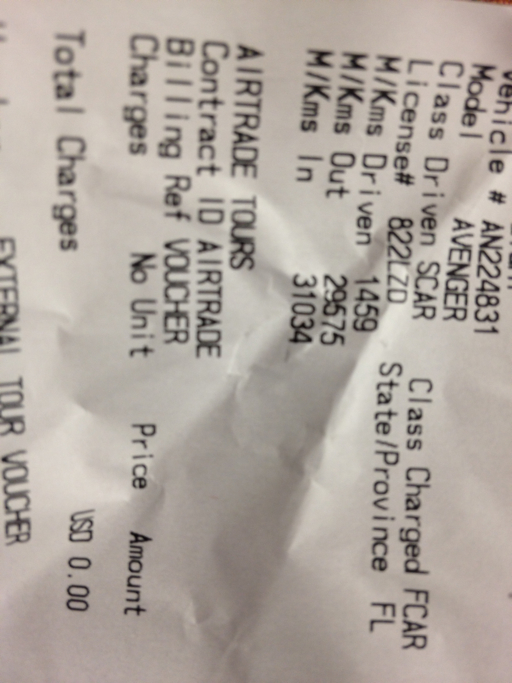 Vehicle # AN224831
Model AVENGER
Class Driven SCAR Class Charged FCAR
License# 822LZD State/Province FL
M/Kms Driven 1459
M/Kms Out 29575
M/Kms In 31034
AIRTRADE TOURS
Contract ID AIRTRADE
Billing Ref VOUCHER
Charges No Unit Price Amount
Total Charges USD 0.00
EXTERNAL TOUR VOUCHER